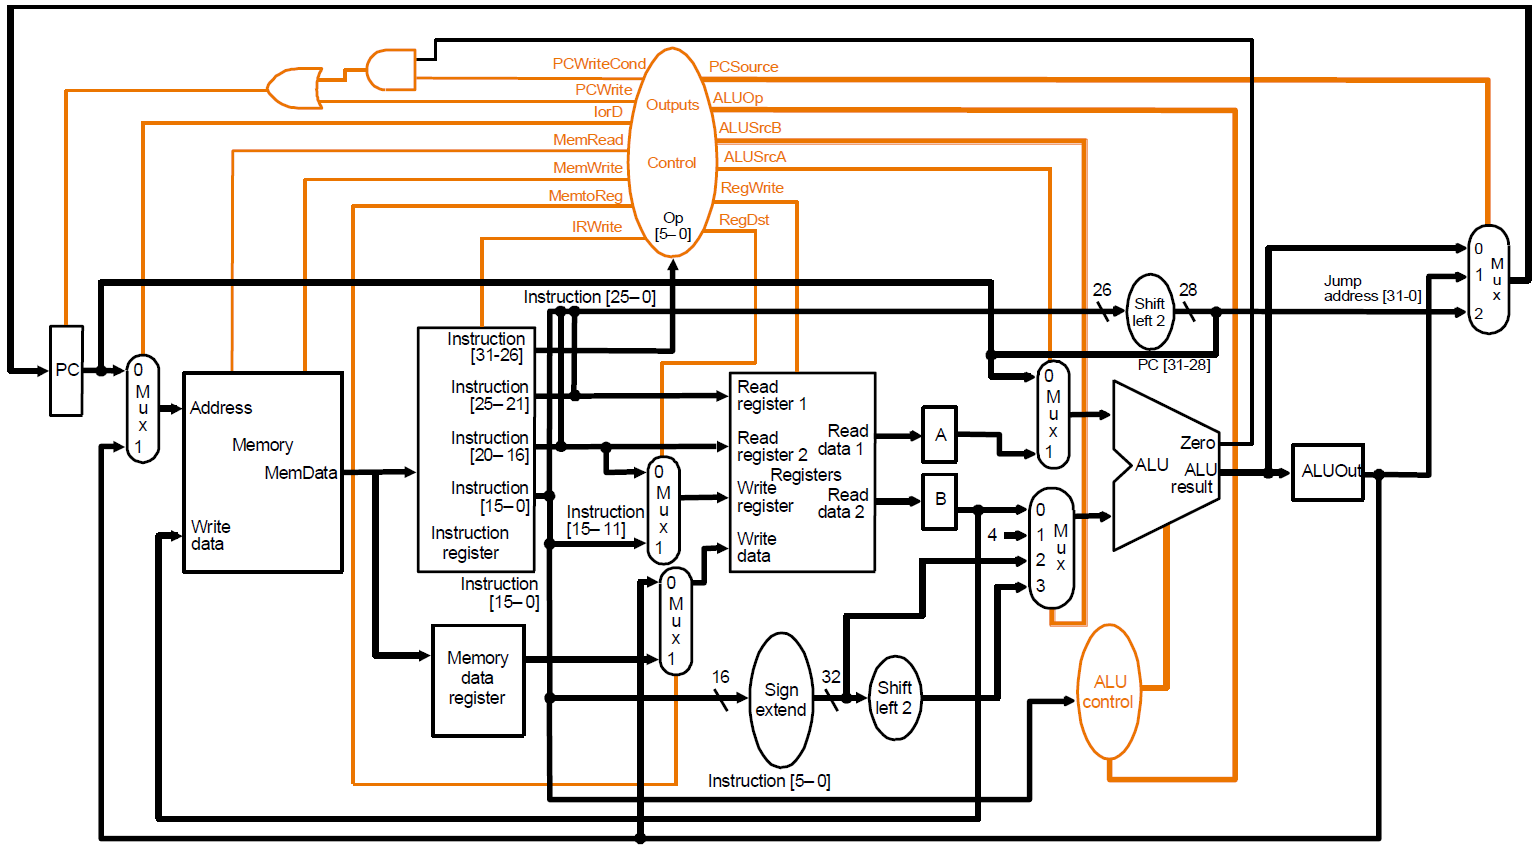 PCWriteCond
PCWrite
IorD
MemRead
MemWrite
MemtoReg
IRWrite
Outputs
Control
Op
[5–0]
PCSource
ALUOp
ALUSrcB
ALUSrcA
RegWrite
RegDst
PC
0
M
u
x
1
Address
Memory
MemData
Write
data
Instruction [25–0]
Instruction
[31-26]
Instruction
[25–21]
Instruction
[20–16]
Instruction
[15–0]
Instruction
register
Instruction
[15–0]
Memory
data
register
Instruction
[15–11]
0
M
u
x
1
0
M
u
x
1
Read
register 1
Read
register 2
Registers
Write
register
Write
data
Read
data 1
Read
data 2
A
B
16
Sign
extend
32
Shift
left 2
Instruction [5–0]
26
Shift
left 2
28
PC [31-28]
Jump
address [31-0]
0
M
u
x
1
4
0
1
2
3
M
u
x
Zero
ALU
ALU
result
ALU
control
ALUOut
0
1
2
M
u
x